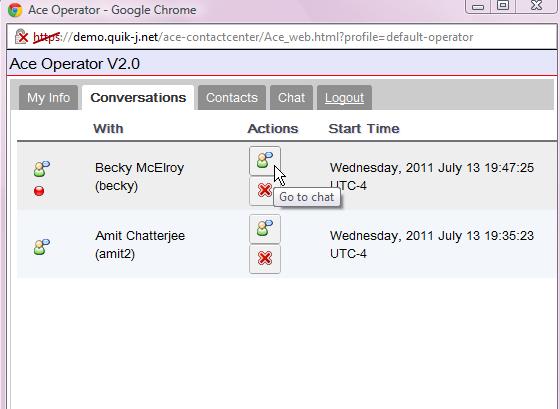 Ace Operator - Google Chrome
https://demo.quik-j.net/ace-contactcenter/Ace_web.html?profile=default-operator
Ace Operator V2.0
My Info Conversations Contacts Chat Logout
With Actions Start Time
Becky McElroy
(becky)
Wednesday, 2011 July 13 19:47:25
UTC-4
Go to chat
Amit Chatterjee
(amit2)
Wednesday, 2011 July 13 19:35:23
UTC-4